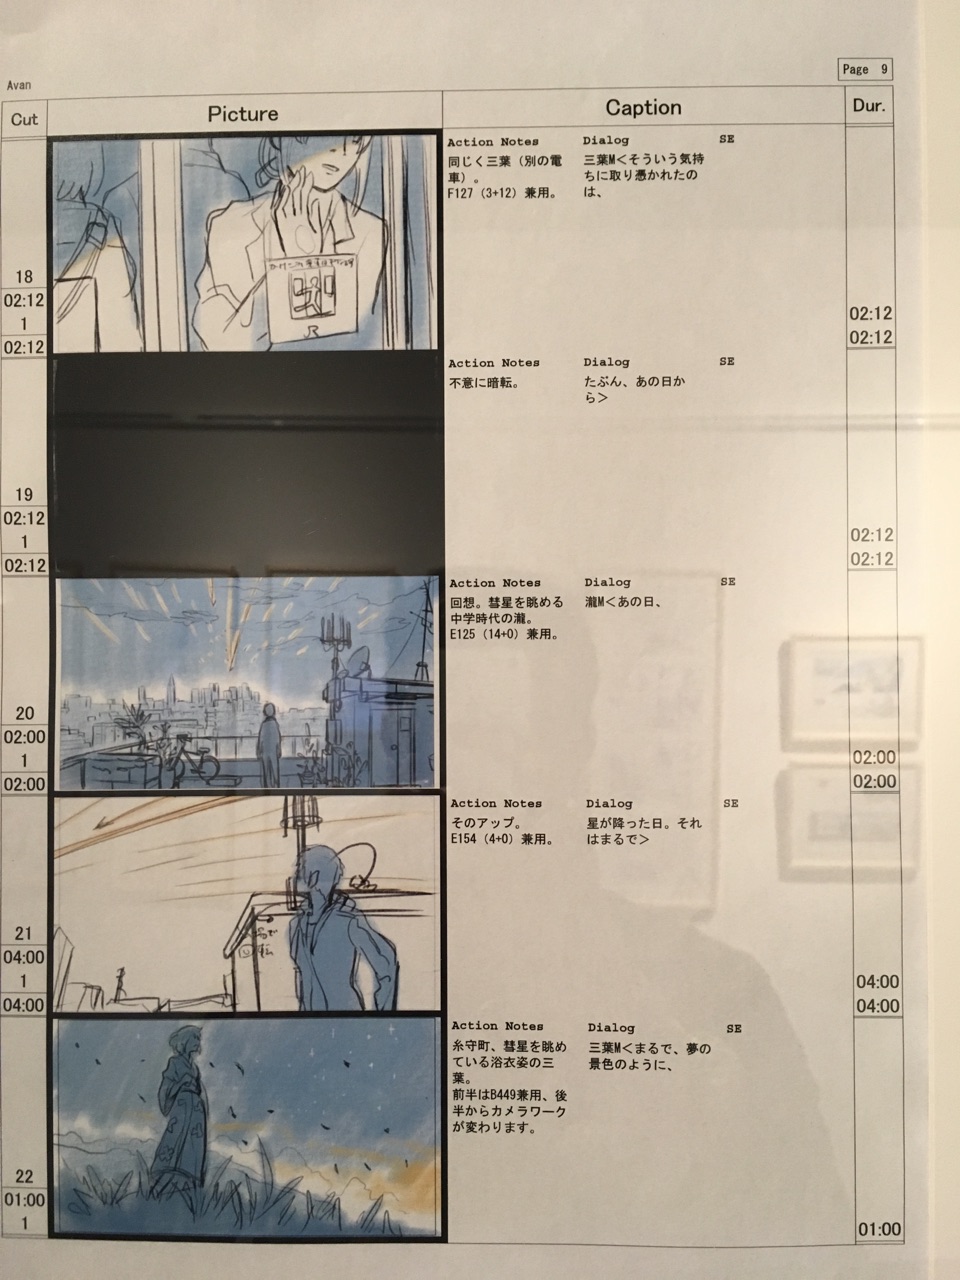 Avan
Page 9
Cut
Picture
Caption
Dur.
Action Notes
Dialog
SE
同じく三葉（別の電
車）。
F127（3+12）兼用。
三葉M＜そういう気持
ちに取り憑かれたの
は、
JR
18
02:12
1
02:12
02:12
02:12
Action Notes
Dialog
SE
不意に暗転。
たぶん、あの日か
ら＞
19
02:12
1
02:12
02:12
02:12
Action Notes
Dialog
SE
回想。彗星を眺める
中学時代の瀧。
E125（14+0）兼用。
瀧M＜あの日、
20
02:00
1
02:00
02:00
02:00
Action Notes
Dialog
SE
そのアップ。
E154（4+0）兼用。
星が降った日。それ
はまるで＞
21
04:00
1
04:00
04:00
04:00
Action Notes
Dialog
SE
糸守町、彗星を眺め
ている浴衣姿の三
葉。
前半はB449兼用、後
半からカメラワーク
が変わります。
三葉M＜まるで、夢の
景色のように、
22
01:00
1
01:00